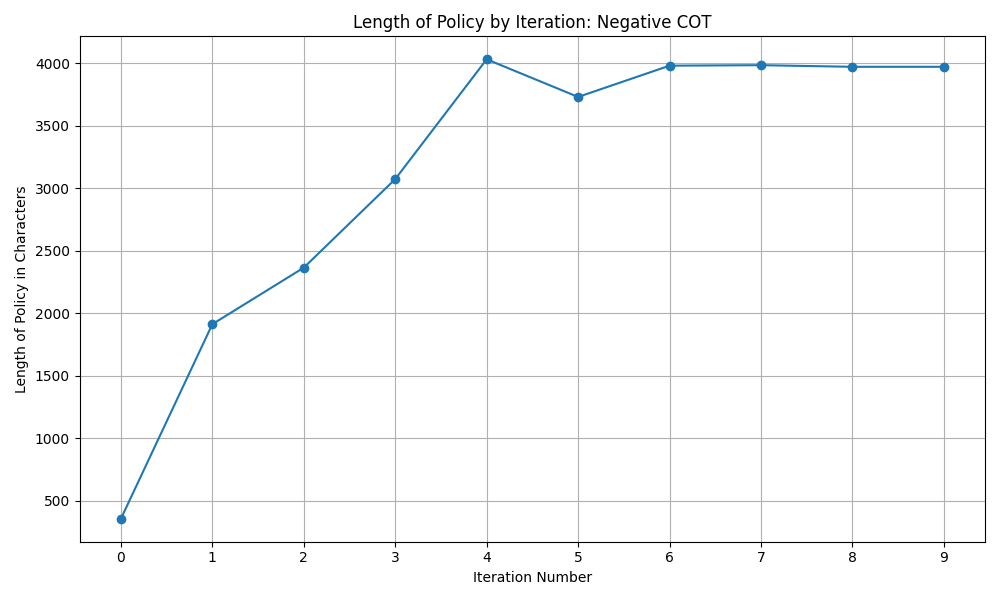 Length of Policy by Iteration: Negative COT
4000
3500
3000
2500
2000
1500
1000
500
Length of Policy in Characters
0 1 2 3 4 5 6 7 8 9
Iteration Number